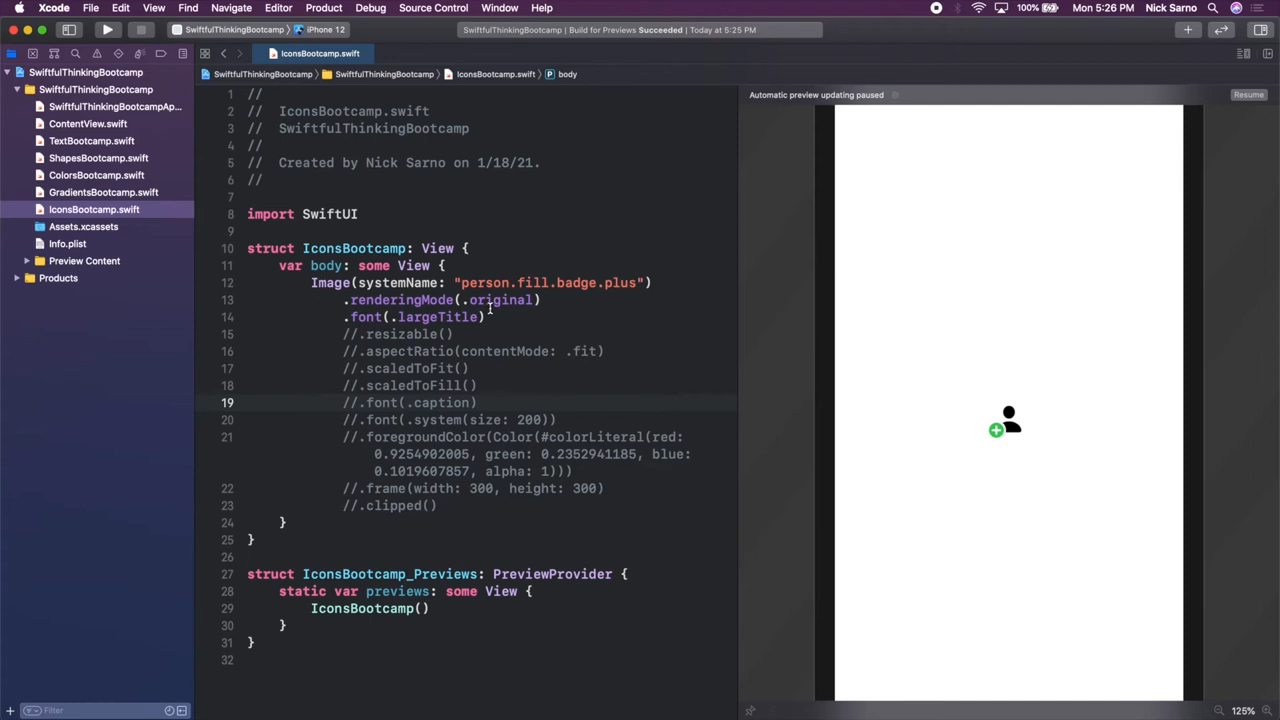 Xcode File Edit View Find Navigate Editor Product Debug Source Control Window Help 100% Mon 5:26 PM Nick Sarno
SwiftfulThinkingBootcamp 〉 iPhone 12 SwiftfulThinkingBootcamp | Build for Previews Succeeded | Today at 5:25 PM
IconsBootcamp.swift
SwiftfulThinkingBootcamp 〉 SwiftfulThinkingBootcamp 〉 IconsBootcamp.swift 〉 body
SwiftfulThinkingBootcamp
SwiftfulThinkingBootcamp
SwiftfulThinkingBootcampAp...
ContentView.swift
TextBootcamp.swift
ShapesBootcamp.swift
ColorsBootcamp.swift
GradientsBootcamp.swift
IconsBootcamp.swift
Assets.xcassets
Info.plist
Preview Content
Products
Filter
1 //
2 // IconsBootcamp.swift
3 // SwiftfulThinkingBootcamp
4 //
5 // Created by Nick Sarno on 1/18/21.
6 //
7
8 import SwiftUI
9
10 struct IconsBootcamp: View {
11 var body: some View {
12 Image(systemName: "person.fill.badge.plus")
13 .renderingMode(.original)
14 .font(.largeTitle)
15 //.resizable()
16 //.aspectRatio(contentMode: .fit)
17 //.scaledToFit()
18 //.scaledToFill()
19 //.font(.caption)
20 //.font(.system(size: 200))
21 //.foregroundColor(Color(#colorLiteral(red:
0.9254902005, green: 0.2352941185, blue:
0.1019607857, alpha: 1)))
22 //.frame(width: 300, height: 300)
23 //.clipped()
24 }
25 }
26
27 struct IconsBootcamp_Previews: PreviewProvider {
28 static var previews: some View {
29 IconsBootcamp()
30 }
31 }
32
Automatic preview updating paused Resume
125%